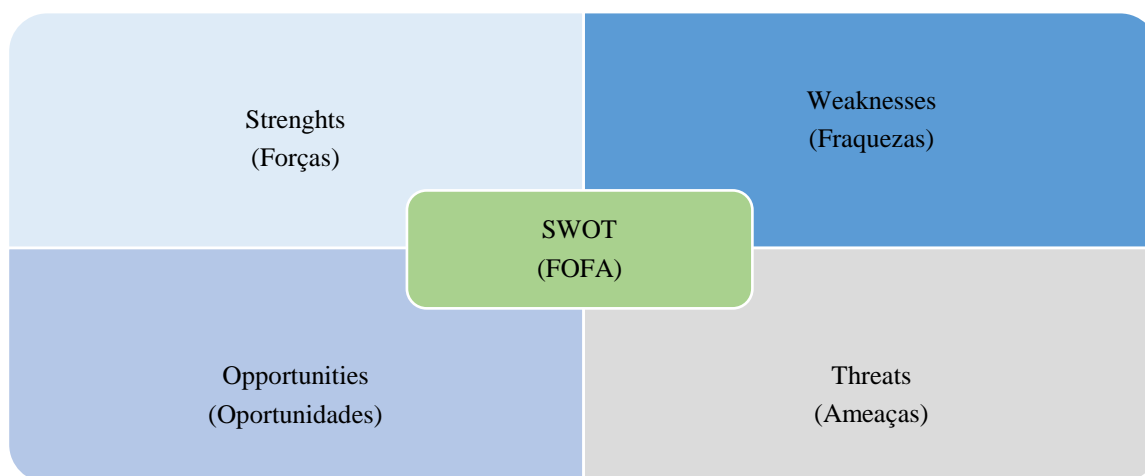 Strenghts
(Forças)
Weaknesses
(Fraquezas)
SWOT
(FOFA)
Opportunities
(Oportunidades)
Threats
(Ameaças)